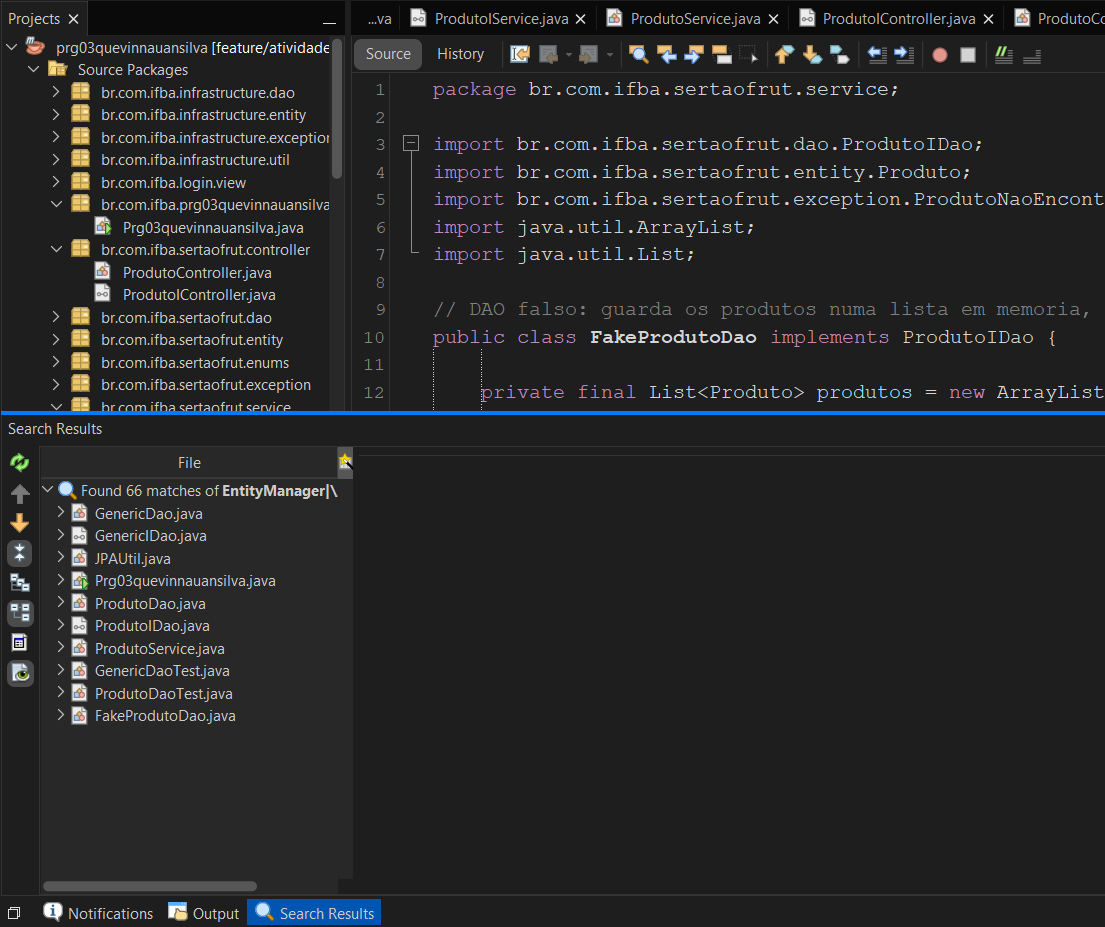 Projects
prg03quevinnauansilva [feature/atividade
Source Packages
br.com.ifba.infrastructure.dao
br.com.ifba.infrastructure.entity
br.com.ifba.infrastructure.exception
br.com.ifba.infrastructure.util
br.com.ifba.login.view
br.com.ifba.prg03quevinnauansilva
Prg03quevinnauansilva.java
br.com.ifba.sertaofrut.controller
ProdutoController.java
ProdutoIController.java
br.com.ifba.sertaofrut.dao
br.com.ifba.sertaofrut.entity
br.com.ifba.sertaofrut.enums
br.com.ifba.sertaofrut.exception
br.com.ifba.sertaofrut.service
...va ProdutoIService.java ProdutoService.java ProdutoIController.java ProdutoCo
Source History
1 package br.com.ifba.sertaofrut.service;
2
3 import br.com.ifba.sertaofrut.dao.ProdutoIDao;
4 import br.com.ifba.sertaofrut.entity.Produto;
5 import br.com.ifba.sertaofrut.exception.ProdutoNaoEncont
6 import java.util.ArrayList;
7 import java.util.List;
8
9 // DAO falso: guarda os produtos numa lista em memoria,
10 public class FakeProdutoDao implements ProdutoIDao {
11
12 private final List<Produto> produtos = new ArrayList
Search Results
File
Found 66 matches of EntityManager|\
GenericDao.java
GenericIDao.java
JPAUtil.java
Prg03quevinnauansilva.java
ProdutoDao.java
ProdutoIDao.java
ProdutoService.java
GenericDaoTest.java
ProdutoDaoTest.java
FakeProdutoDao.java
Notifications Output Search Results